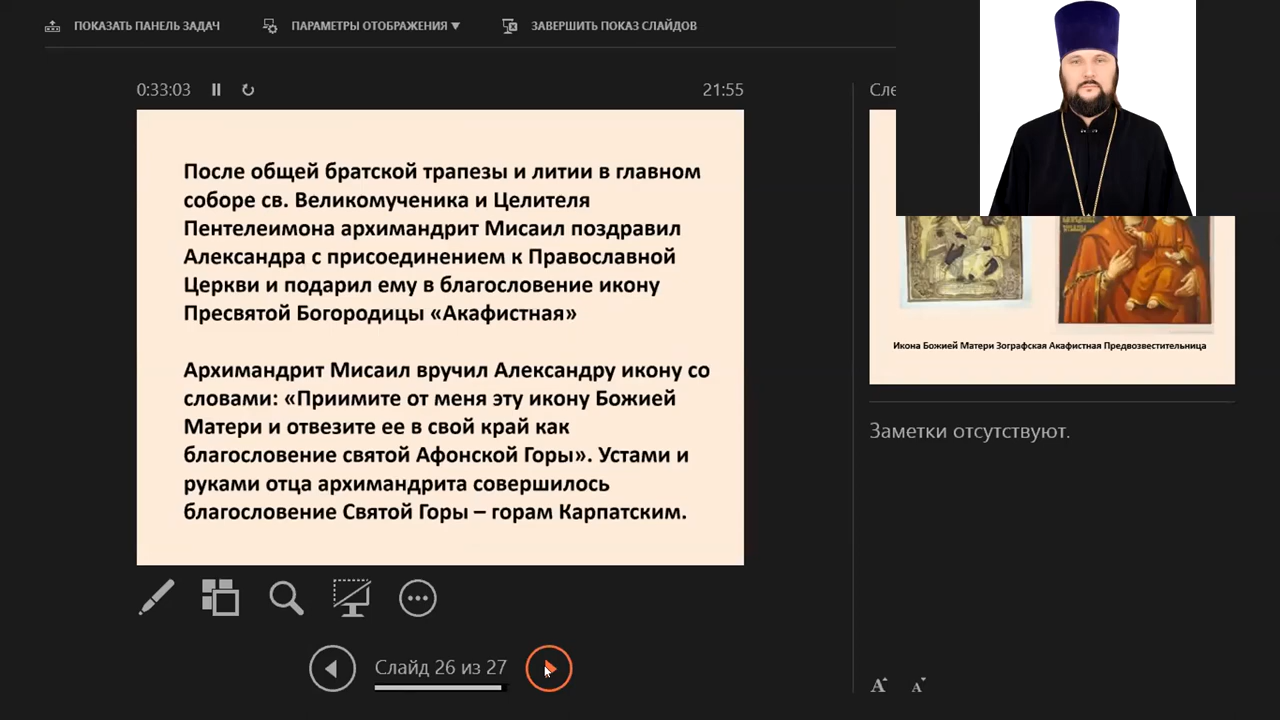 ПОКАЗАТЬ ПАНЕЛЬ ЗАДАЧ
ПАРАМЕТРЫ ОТОБРАЖЕНИЯ
ЗАВЕРШИТЬ ПОКАЗ СЛАЙДОВ
0:33:03
21:55
После общей братской трапезы и литии в главном
соборе св. Великомученика и Целителя
Пентелеимона архимандрит Мисаил поздравил
Александра с присоединением к Православной
Церкви и подарил ему в благословение икону
Пресвятой Богородицы «Акафистная»
Архимандрит Мисаил вручил Александру икону со
словами: «Приимите от меня эту икону Божией
Матери и отвезите ее в свой край как
благословение святой Афонской Горы». Устами и
руками отца архимандрита совершилось
благословение Святой Горы – горам Карпатским.
Слайд 26 из 27
Икона Божией Матери Зографская Акафистная Предвозвестительница
Заметки отсутствуют.
A A